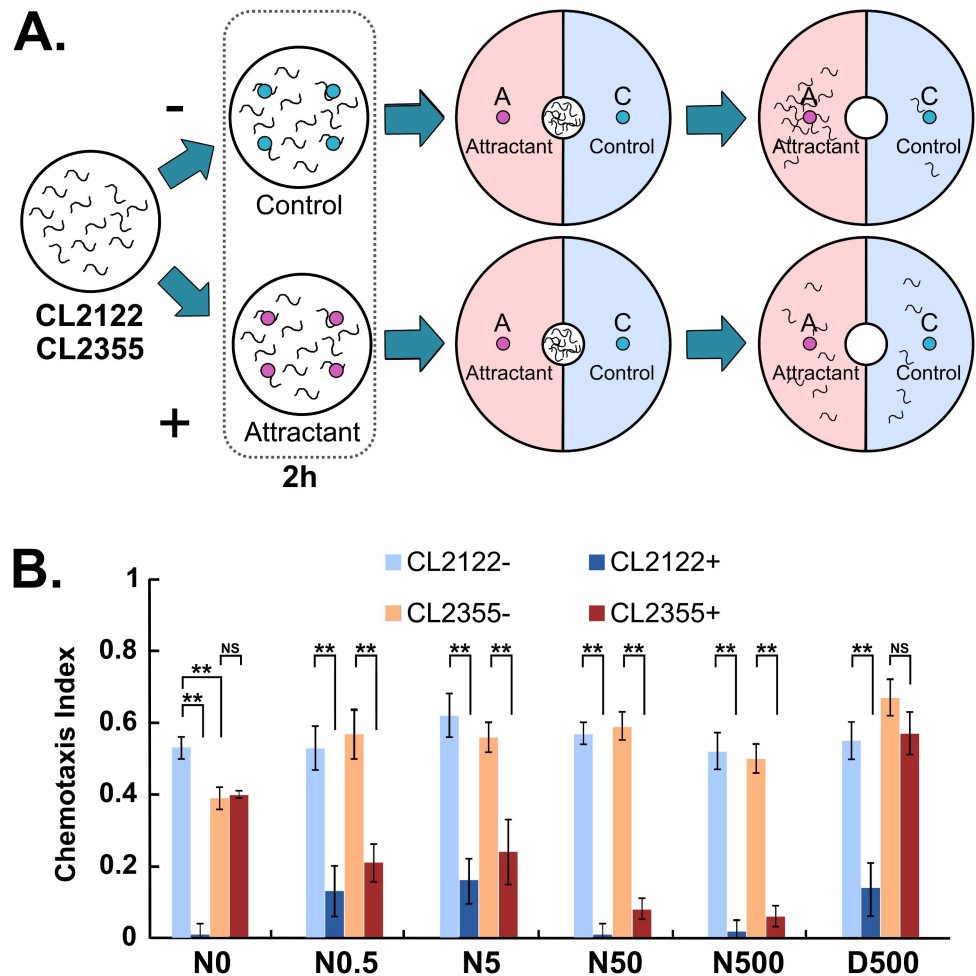 A.
-
CL2122
CL2355
+
Control
Attractant
2h
A
C
Attractant
Control
A
C
Attractant
Control
A
C
Attractant
Control
A
C
Attractant
Control
B.
CL2122-
CL2122+
CL2355-
CL2355+
Chemotaxis Index
1
0.8
0.6
0.4
0.2
0
**
**
NS
**
**
**
**
**
**
**
**
**
NS
N0
N0.5
N5
N50
N500
D500